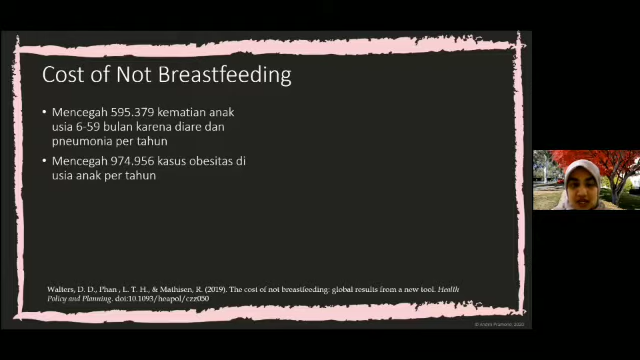 Cost of Not Breastfeeding
• Mencegah 595.379 kematian anak
usia 6-59 bulan karena diare dan
pneumonia per tahun
• Mencegah 974.956 kasus obesitas di
usia anak per tahun
Walters, D. D., Phan , L. T. H., & Mathisen, R. (2019). The cost of not breastfeeding: global results from a new tool. Health
Policy and Planning. doi:10.1093/heapol/czz050
2020